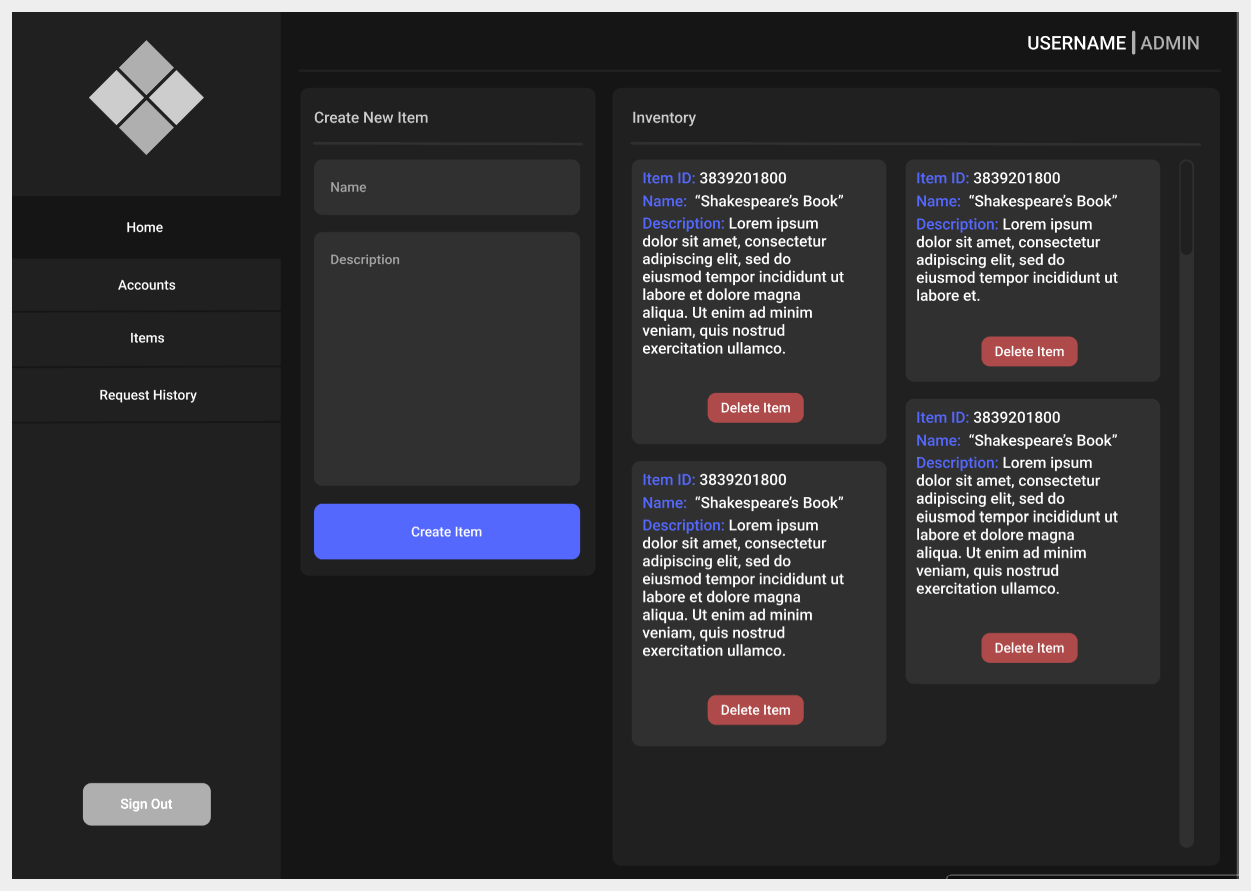 USERNAME | ADMIN
Home
Accounts
Items
Request History
Sign Out
Create New Item
Name
Description
Create Item
Inventory
Item ID: 3839201800
Name: “Shakespeare’s Book”
Description: Lorem ipsum
dolor sit amet, consectetur
adipiscing elit, sed do
eiusmod tempor incididunt ut
labore et dolore magna
aliqua. Ut enim ad minim
veniam, quis nostrud
exercitation ullamco.
Delete Item
Item ID: 3839201800
Name: “Shakespeare’s Book”
Description: Lorem ipsum
dolor sit amet, consectetur
adipiscing elit, sed do
eiusmod tempor incididunt ut
labore et dolore magna
aliqua. Ut enim ad minim
veniam, quis nostrud
exercitation ullamco.
Delete Item
Item ID: 3839201800
Name: “Shakespeare’s Book”
Description: Lorem ipsum
dolor sit amet, consectetur
adipiscing elit, sed do
eiusmod tempor incididunt ut
labore et.
Delete Item
Item ID: 3839201800
Name: “Shakespeare’s Book”
Description: Lorem ipsum
dolor sit amet, consectetur
adipiscing elit, sed do
eiusmod tempor incididunt ut
labore et dolore magna
aliqua. Ut enim ad minim
veniam, quis nostrud
exercitation ullamco.
Delete Item